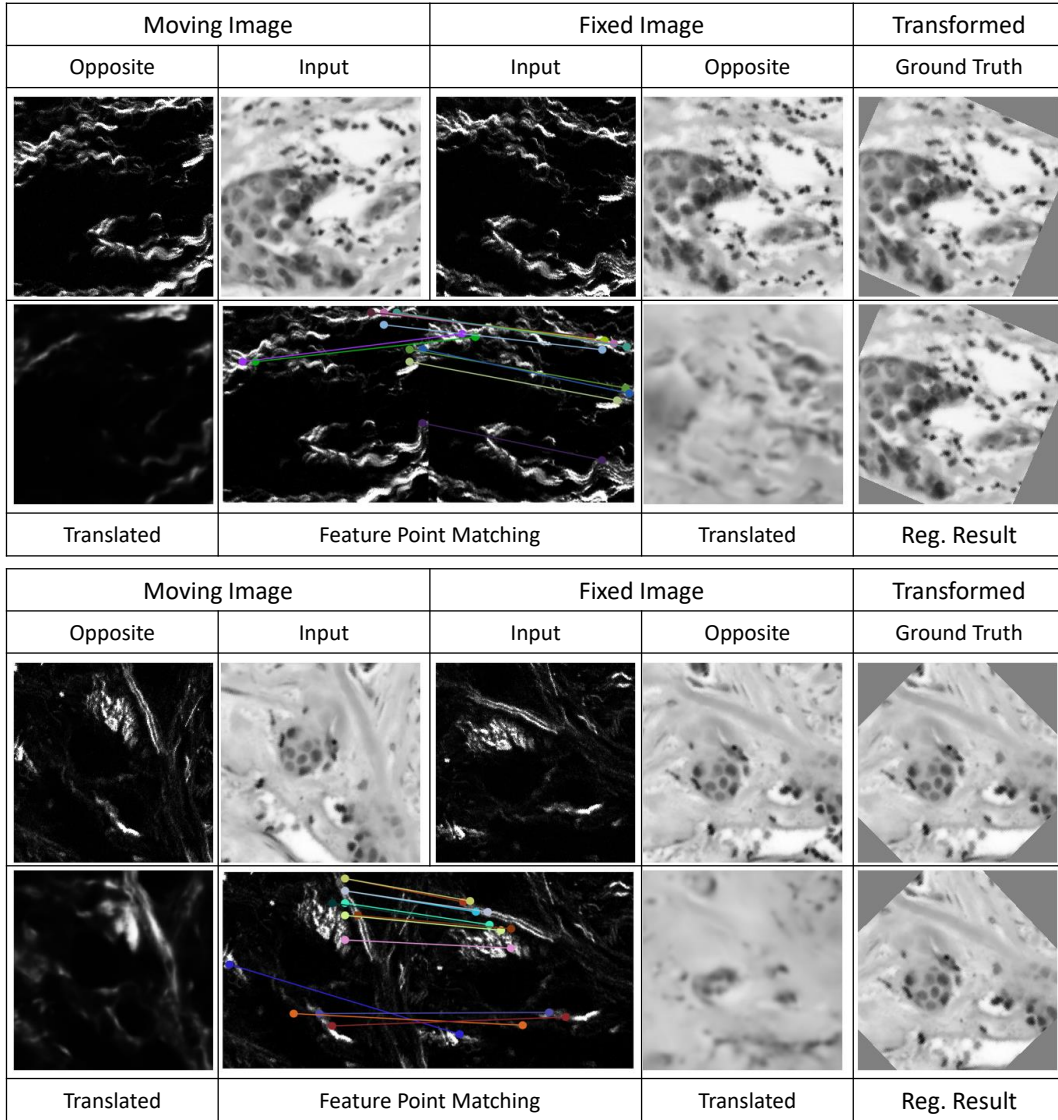 Moving Image Fixed Image Transformed
Opposite Input Input Opposite Ground Truth
Translated Feature Point Matching Translated Reg. Result
Moving Image Fixed Image Transformed
Opposite Input Input Opposite Ground Truth
Translated Feature Point Matching Translated Reg. Result